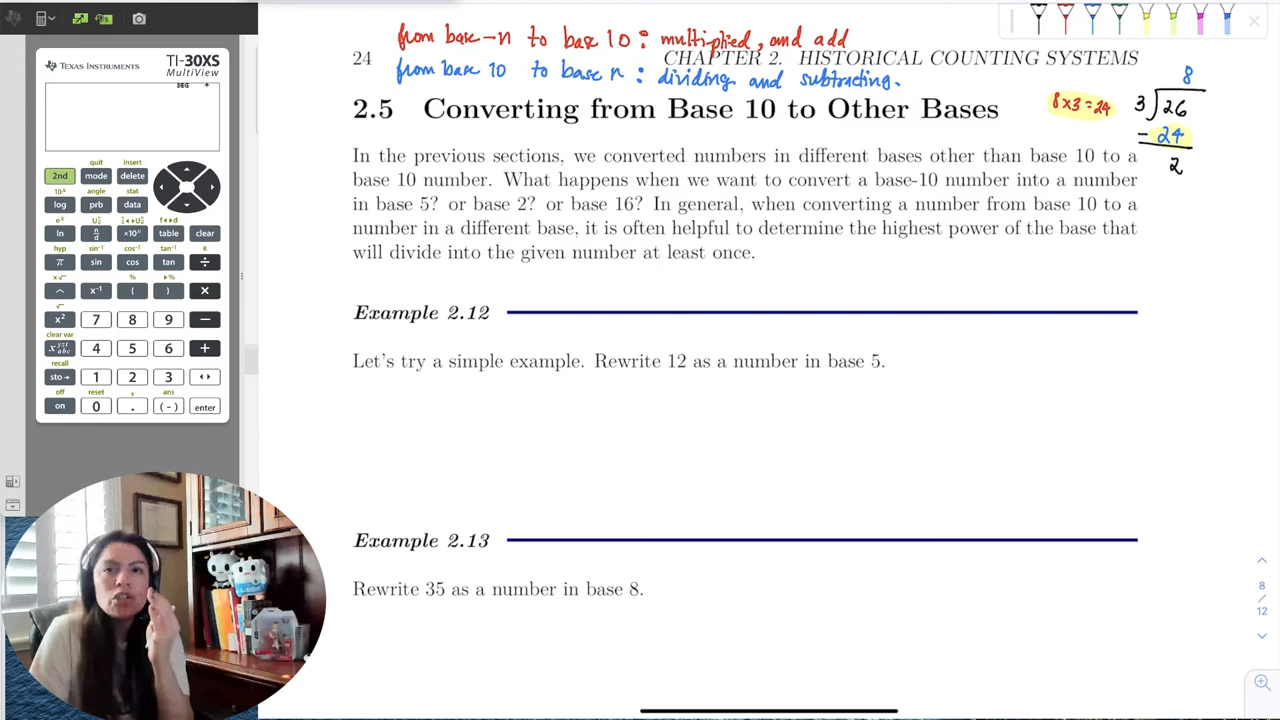 from base-n to base 10 : multiplied, and add
24 CHAPTER 2. HISTORICAL COUNTING SYSTEMS
from base 10 to base n : dividing and subtracting.
2.5 Converting from Base 10 to Other Bases
8
8x3=24 3 26
- 24
2
In the previous sections, we converted numbers in different bases other than base 10 to a
base 10 number. What happens when we want to convert a base-10 number into a number
in base 5? or base 2? or base 16? In general, when converting a number from base 10 to a
number in a different base, it is often helpful to determine the highest power of the base that
will divide into the given number at least once.
Example 2.12
Let's try a simple example. Rewrite 12 as a number in base 5.
Example 2.13
Rewrite 35 as a number in base 8.
8
/
12
TEXAS INSTRUMENTS TI-30XS
MultiView
DEG
quit insert
2nd mode delete
10ˣ angle stat
log prb data
eˣ
ln n/d ×10ⁿ table clear
hyp sin⁻¹ cos⁻¹ tan⁻¹ K
π sin cos tan ÷
ˣ√ % ▶%
^ x⁻¹ ( ) ×
√
x² 7 8 9 −
clear var
x y z t a b c 4 5 6 +
recall
sto→ 1 2 3 ◂▸
off reset , ans
on 0 . (-) enter